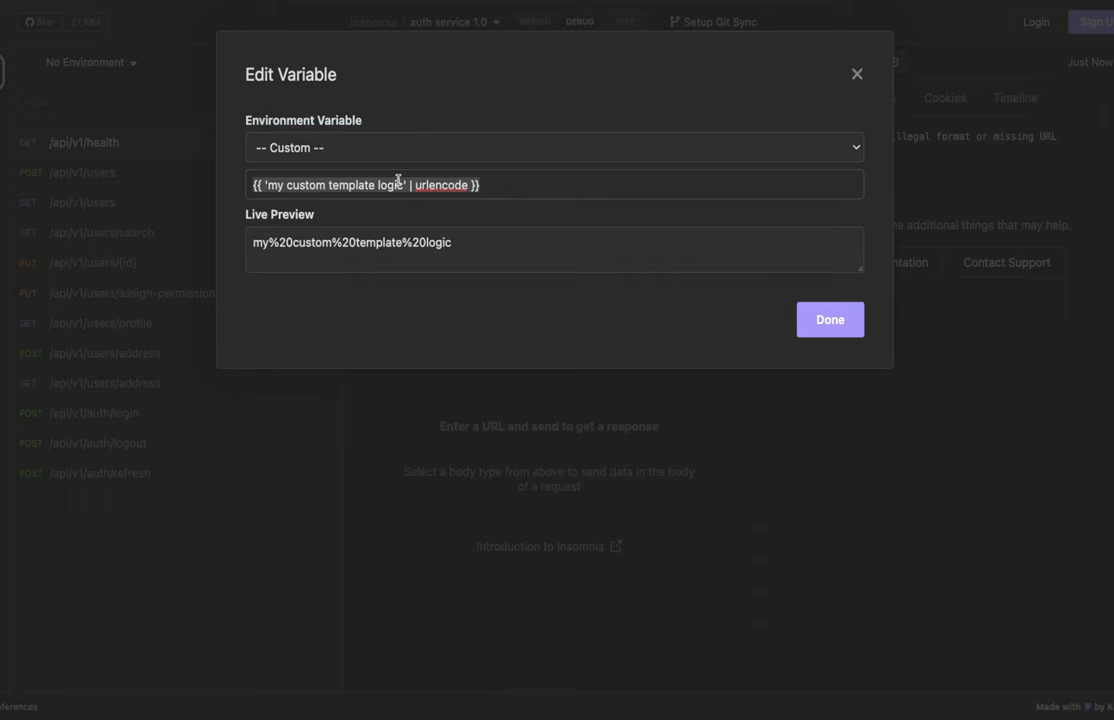 Star 27,583
Insomnia / auth service 1.0
DESIGN DEBUG TEST
Setup Git Sync
Login
Sign U
No Environment
Just Now
Edit Variable
Environment Variable
-- Custom --
{{ 'my custom template logic' | urlencode }}
Live Preview
my%20custom%20template%20logic
Done
B
Cookies
Timeline
Filter
llegal format or missing URL
e additional things that may help.
ntation
Contact Support
GET /api/v1/health
POST /api/v1/users
GET /api/v1/users
GET /api/v1/users/search
PUT /api/v1/users/{id}
PUT /api/v1/users/assign-permission
GET /api/v1/users/profile
POST /api/v1/users/address
GET /api/v1/users/address
POST /api/v1/auth/login
POST /api/v1/auth/logout
POST /api/v1/auth/refresh
Enter a URL and send to get a response
Select a body type from above to send data in the body
of a request
Introduction to Insomnia
ferences
Made with 💜 by K